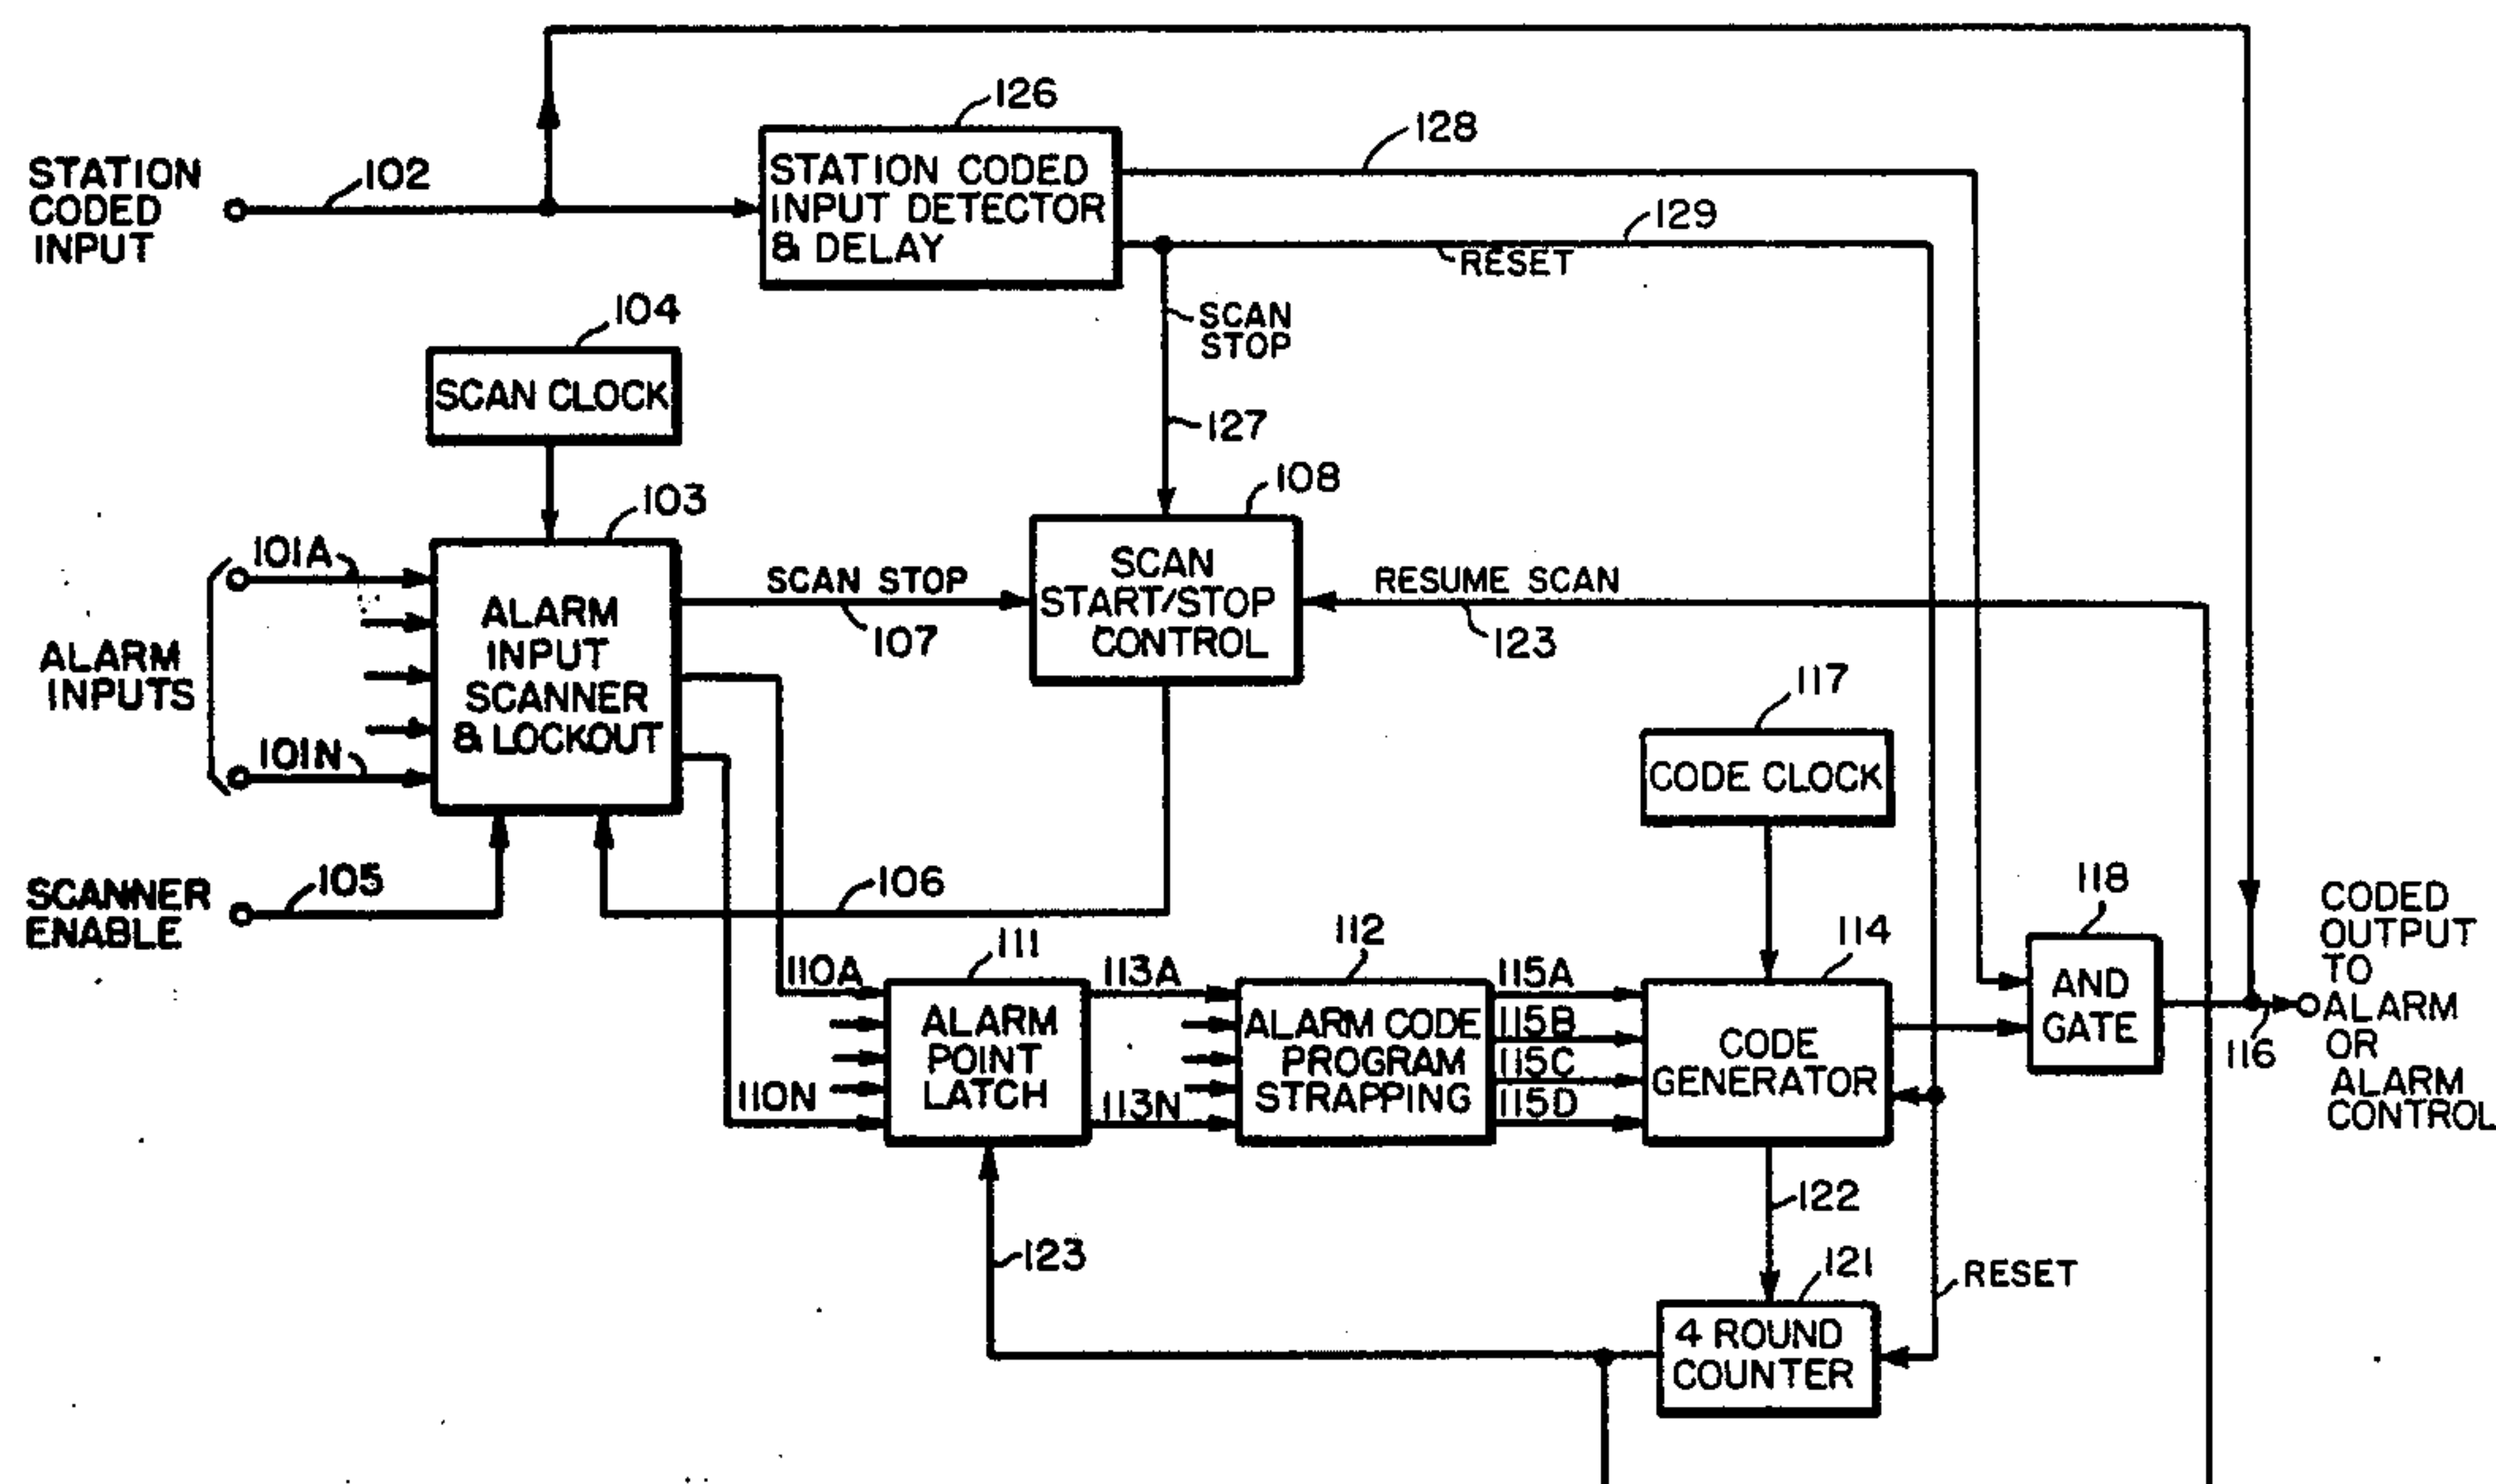 126
128
STATION
CODED
INPUT
102
STATION CODED
INPUT DETECTOR
& DELAY
129
RESET
SCAN
STOP
104
SCAN CLOCK
127
103
108
101A
ALARM
INPUTS
101N
ALARM
INPUT
SCANNER
& LOCKOUT
SCAN STOP
107
SCAN
START/STOP
CONTROL
RESUME SCAN
123
117
CODE CLOCK
SCANNER
ENABLE
105
106
118
CODED
OUTPUT
TO
ALARM
OR
ALARM
CONTROL
110A
110N
111
ALARM
POINT
LATCH
113A
113N
112
ALARM CODE
PROGRAM
STRAPPING
115A
115B
115C
115D
114
CODE
GENERATOR
AND
GATE
116
122
123
121
RESET
4 ROUND
COUNTER